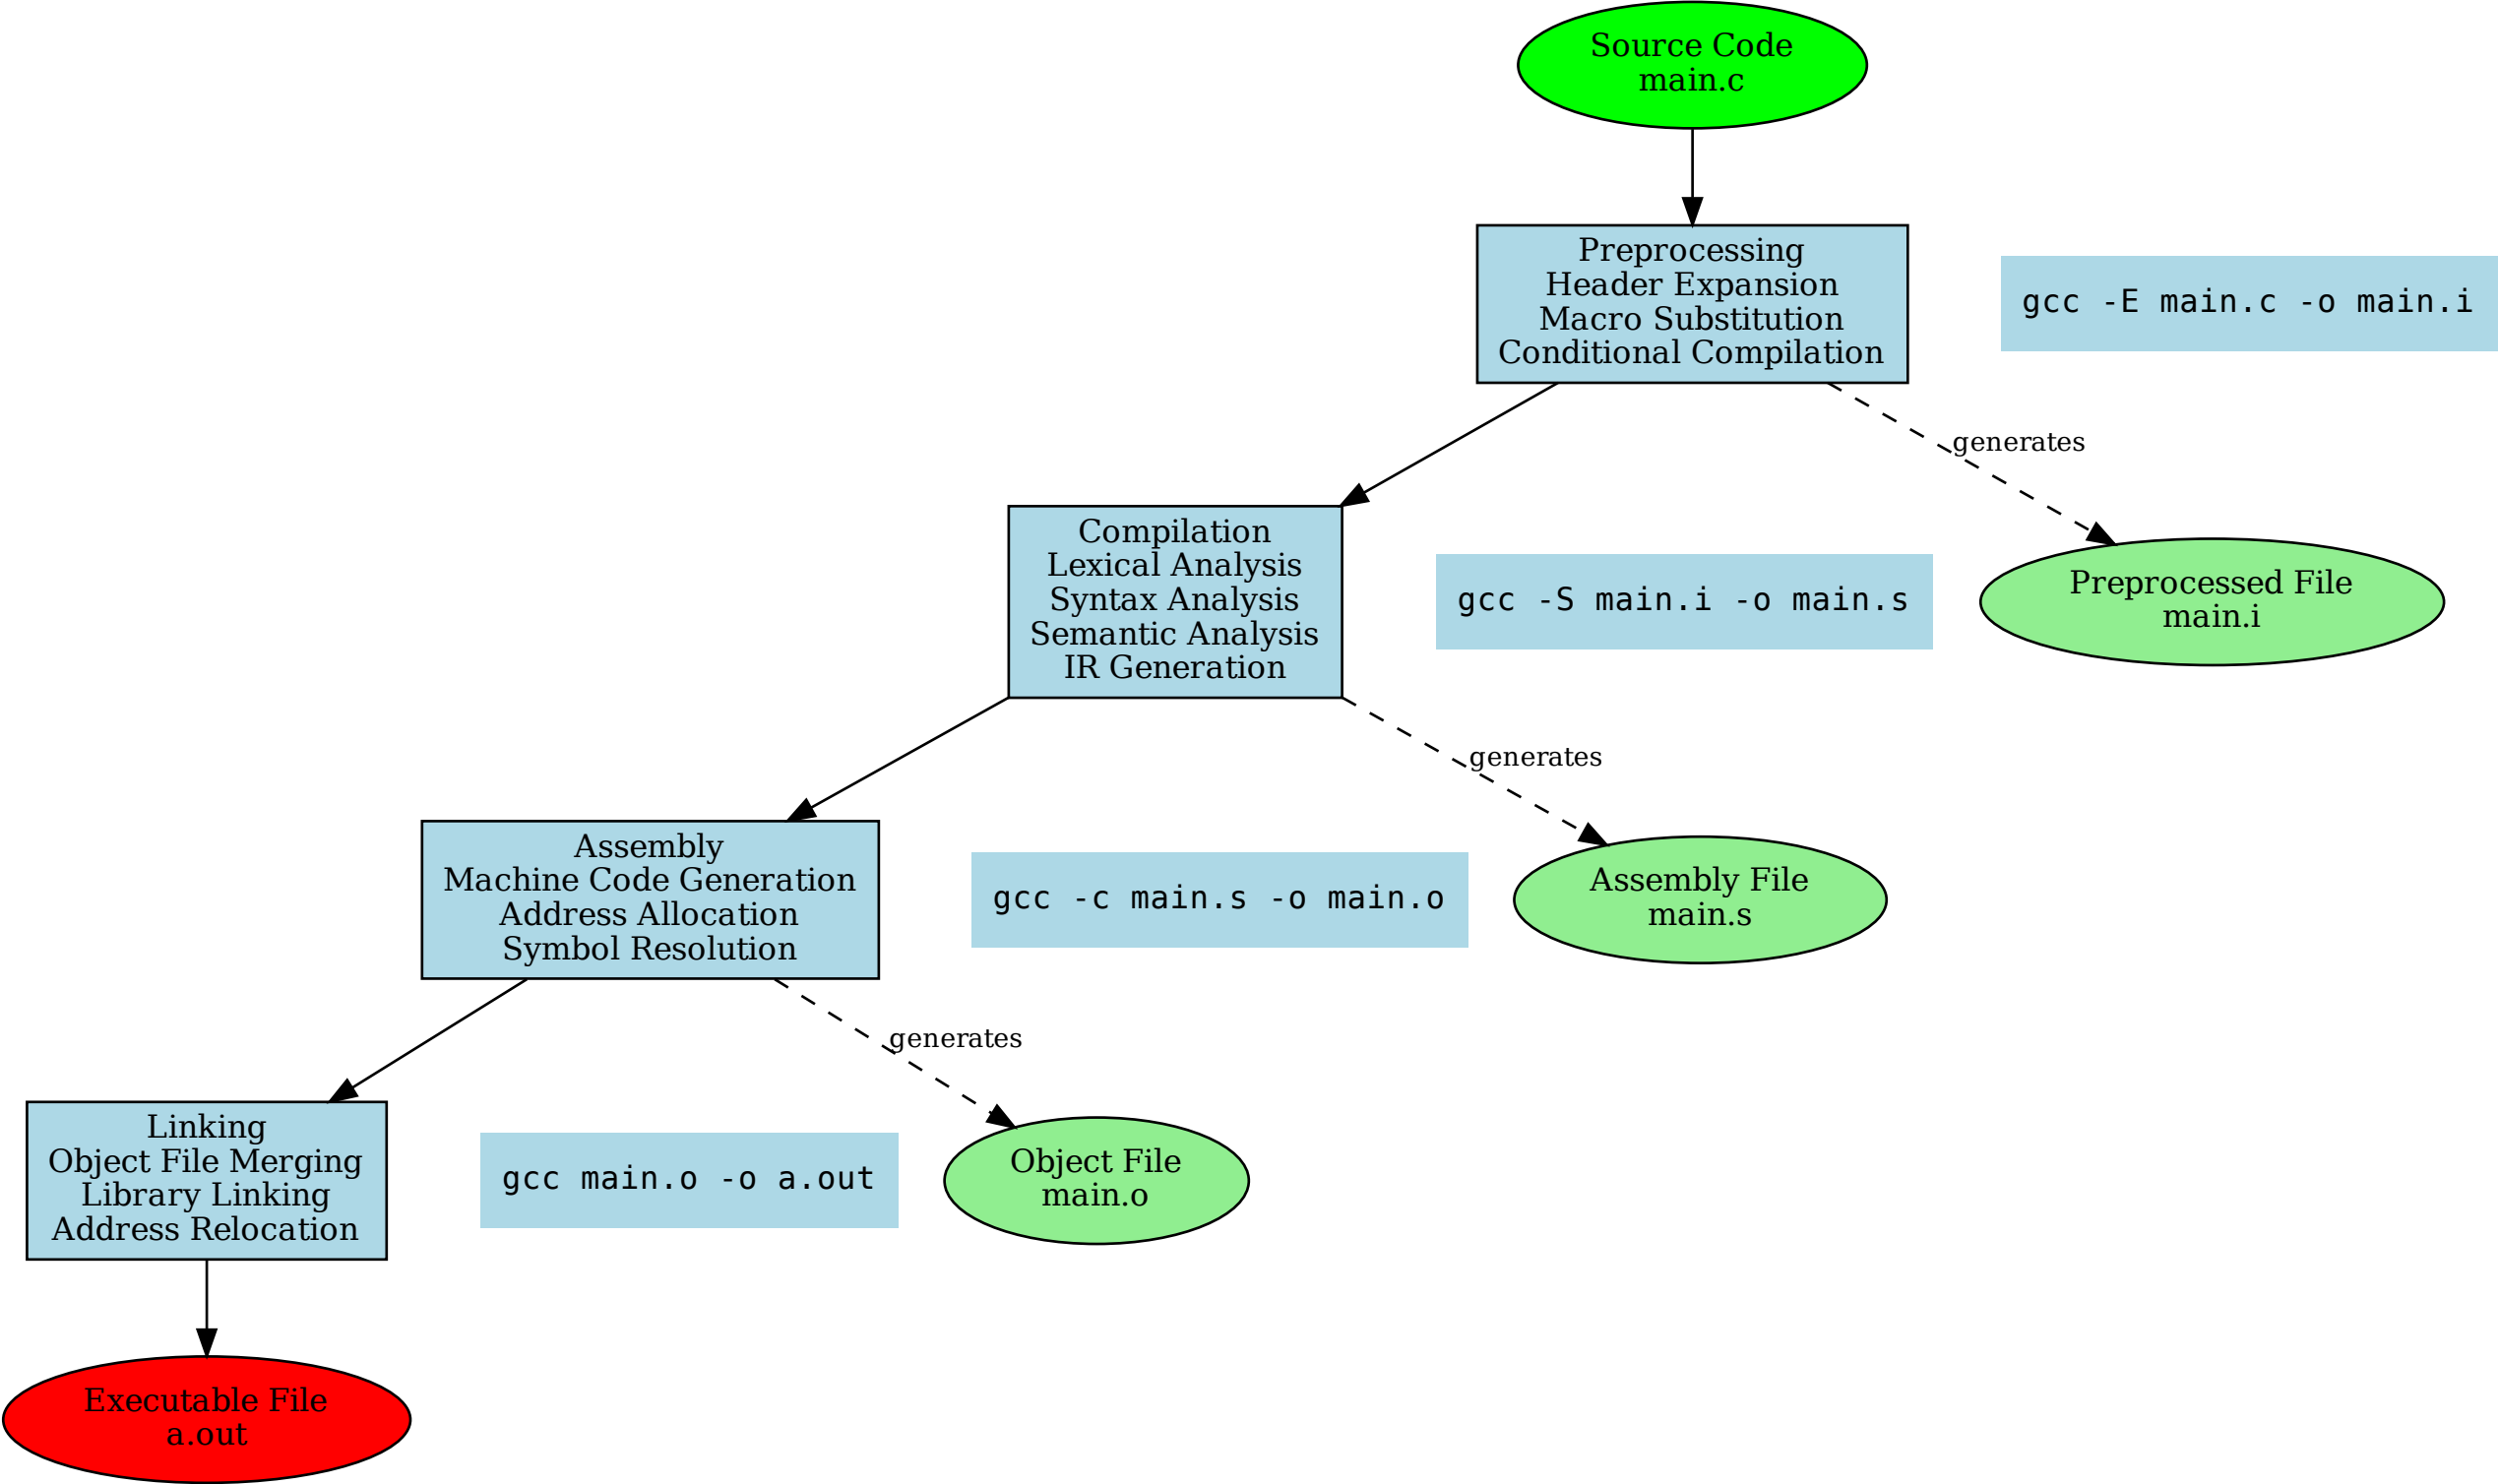 Source Code
main.c
Preprocessing
Header Expansion
Macro Substitution
Conditional Compilation
gcc -E main.c -o main.i
generates
Compilation
Lexical Analysis
Syntax Analysis
Semantic Analysis
IR Generation
gcc -S main.i -o main.s
Preprocessed File
main.i
generates
Assembly
Machine Code Generation
Address Allocation
Symbol Resolution
gcc -c main.s -o main.o
Assembly File
main.s
generates
Linking
Object File Merging
Library Linking
Address Relocation
gcc main.o -o a.out
Object File
main.o
Executable File
a.out